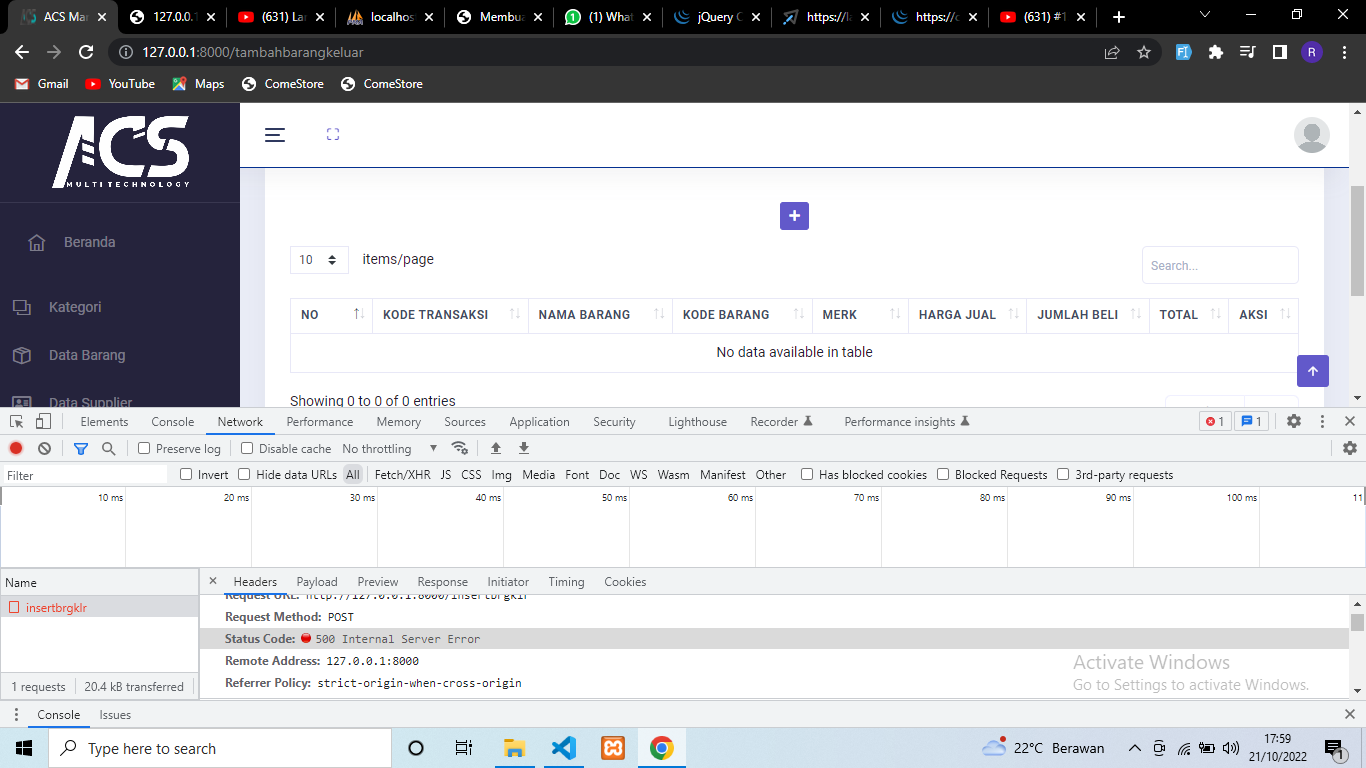 ACS Mar
127.0.0.1
(631) La
localhos
Membua
(1) What
jQuery C
https://la
https://c
(631) #1
127.0.0.1:8000/tambahbarangkeluar
R
Gmail
YouTube
Maps
ComeStore
ComeStore
ACS
MULTI TECHNOLOGY
Beranda
Kategori
Data Barang
Data Supplier
10 items/page
Search...
NO KODE TRANSAKSI NAMA BARANG KODE BARANG MERK HARGA JUAL JUMLAH BELI TOTAL AKSI
No data available in table
Showing 0 to 0 of 0 entries
Elements Console Network Performance Memory Sources Application Security Lighthouse Recorder Performance insights 1 1
Preserve log Disable cache No throttling
Filter Invert Hide data URLs All Fetch/XHR JS CSS Img Media Font Doc WS Wasm Manifest Other Has blocked cookies Blocked Requests 3rd-party requests
10 ms 20 ms 30 ms 40 ms 50 ms 60 ms 70 ms 80 ms 90 ms 100 ms 11
Name
insertbrgklr
1 requests 20.4 kB transferred
Headers Payload Preview Response Initiator Timing Cookies
Request URL: http://127.0.0.1:8000/insertbrgklr
Request Method: POST
Status Code: 500 Internal Server Error
Remote Address: 127.0.0.1:8000
Referrer Policy: strict-origin-when-cross-origin
Activate Windows
Go to Settings to activate Windows.
Console Issues
Type here to search
22°C Berawan
17:59
21/10/2022
1